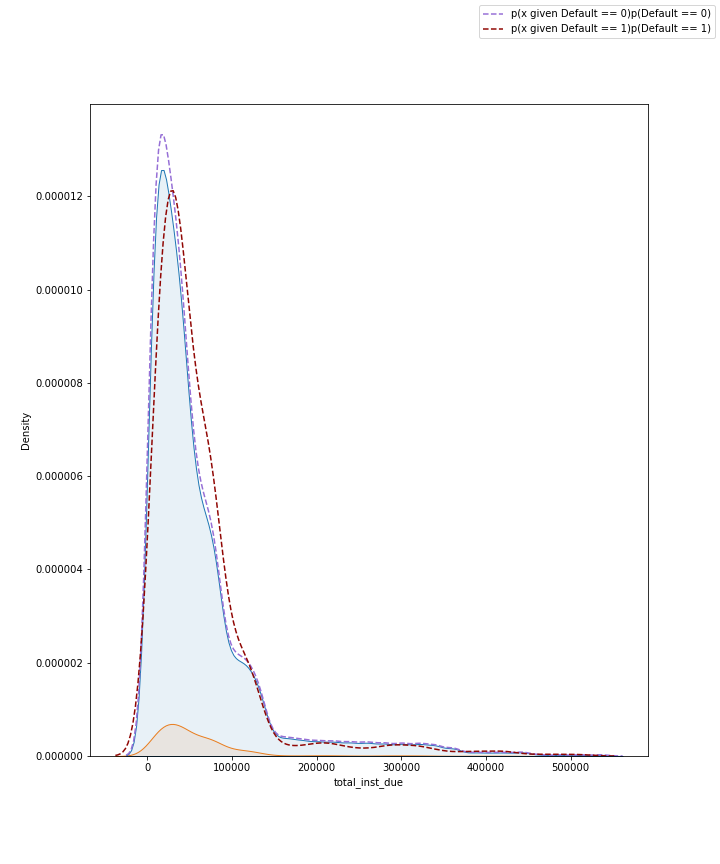 p(x given Default == 0)p(Default == 0)
p(x given Default == 1)p(Default == 1)
0.000012
0.000010
0.000008
0.000006
0.000004
0.000002
0.000000
Density
0 100000 200000 300000 400000 500000
total_inst_due